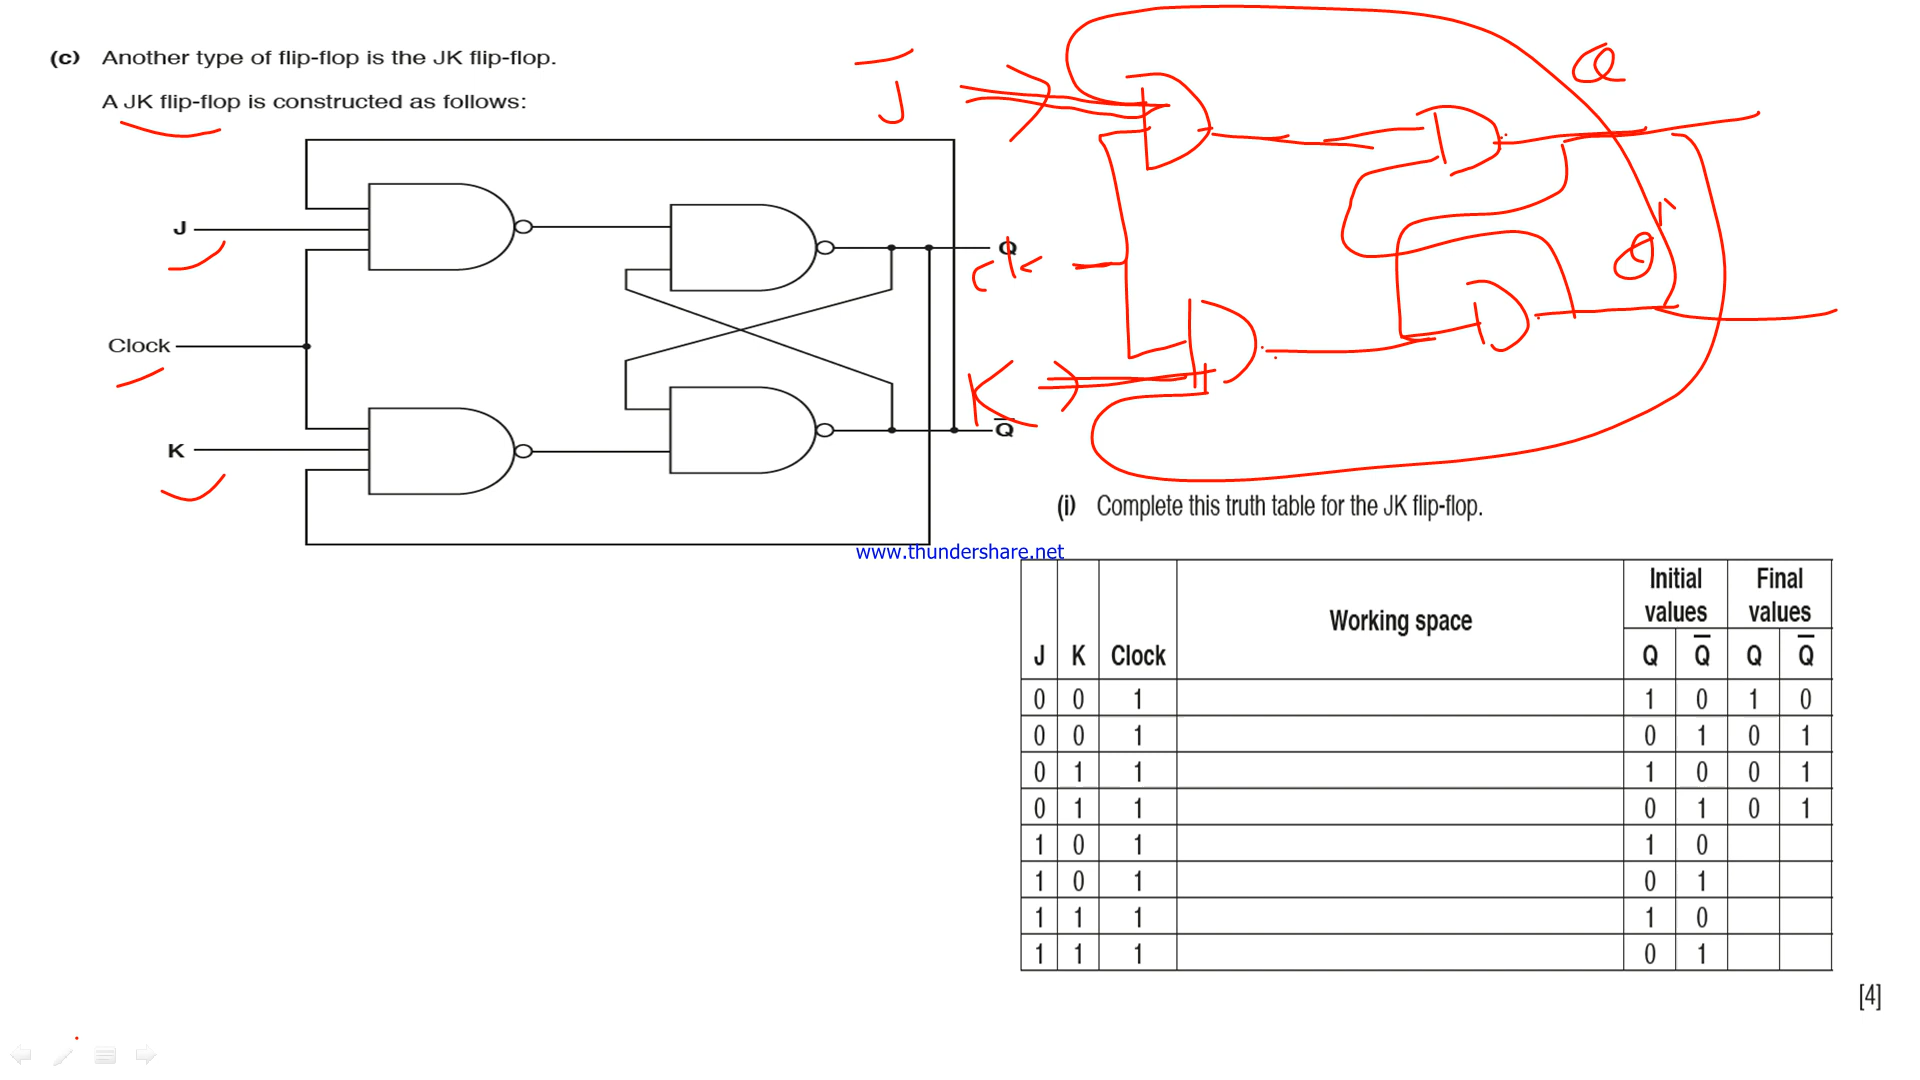 (c) Another type of flip-flop is the JK flip-flop.
A JK flip-flop is constructed as follows:
J
Clock
K
Q
Q̅
J
clk
K
Q
Q'
www.thundershare.net
(i) Complete this truth table for the JK flip-flop.
J K Clock Working space Initial values Final values
Q Q̅ Q Q̅
0 0 1 1 0 1 0
0 0 1 0 1 0 1
0 1 1 1 0 0 1
0 1 1 0 1 0 1
1 0 1 1 0
1 0 1 0 1
1 1 1 1 0
1 1 1 0 1
[4]